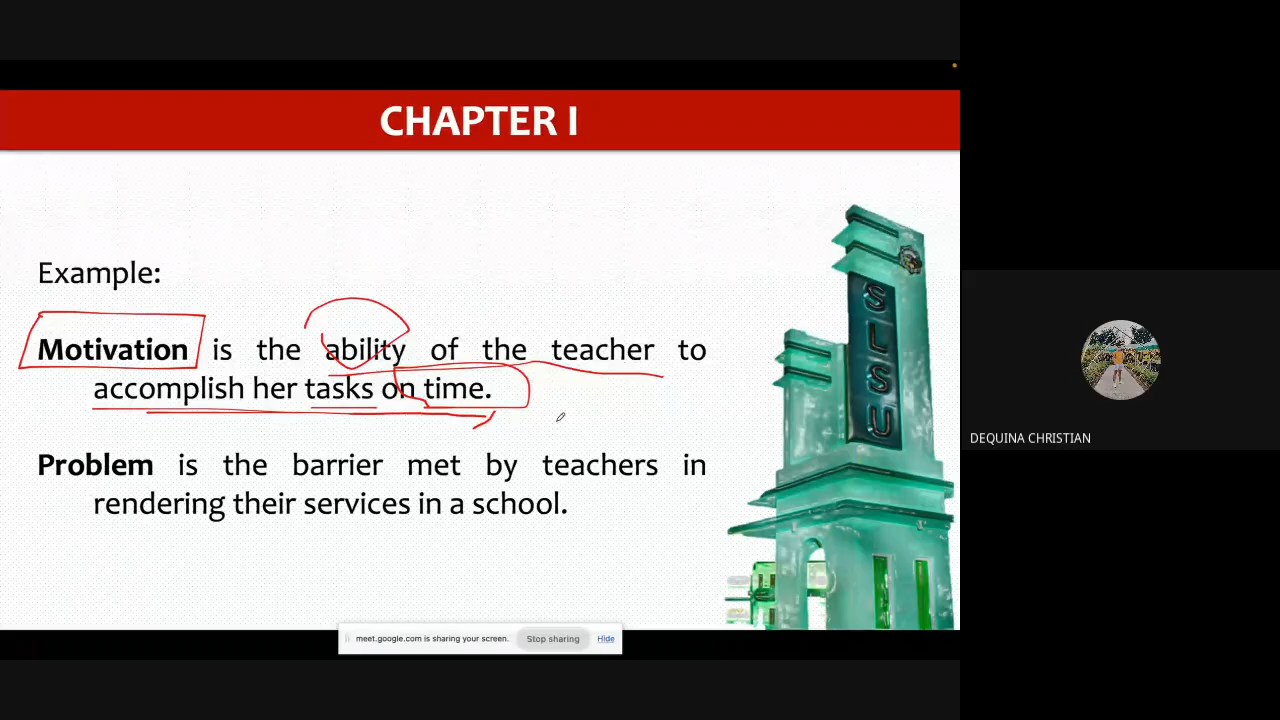 CHAPTER I
Example:
Motivation is the ability of the teacher to
accomplish her tasks on time.
Problem is the barrier met by teachers in
rendering their services in a school.
SLSU
DEQUINA CHRISTIAN
meet.google.com is sharing your screen. Stop sharing Hide